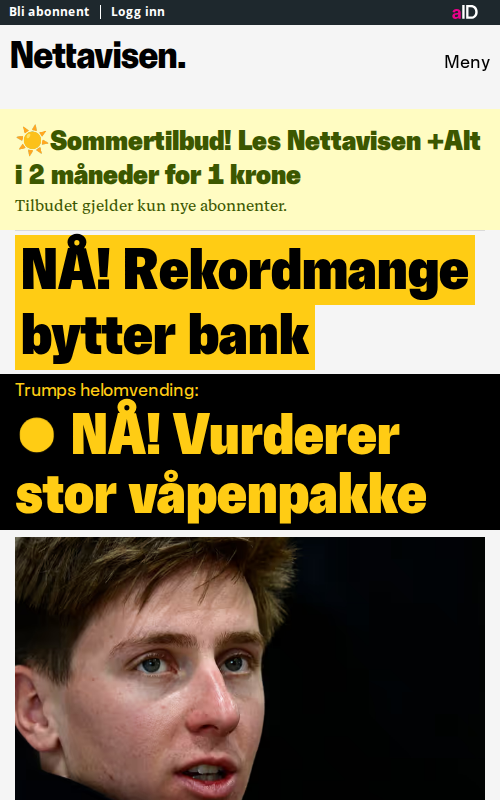 Bli abonnent | Logg inn
aID
Nettavisen.
Meny
☀️Sommertilbud! Les Nettavisen +Alt
i 2 måneder for 1 krone
Tilbudet gjelder kun nye abonnenter.
NÅ! Rekordmange
bytter bank
Trumps helomvending:
● NÅ! Vurderer
stor våpenpakke